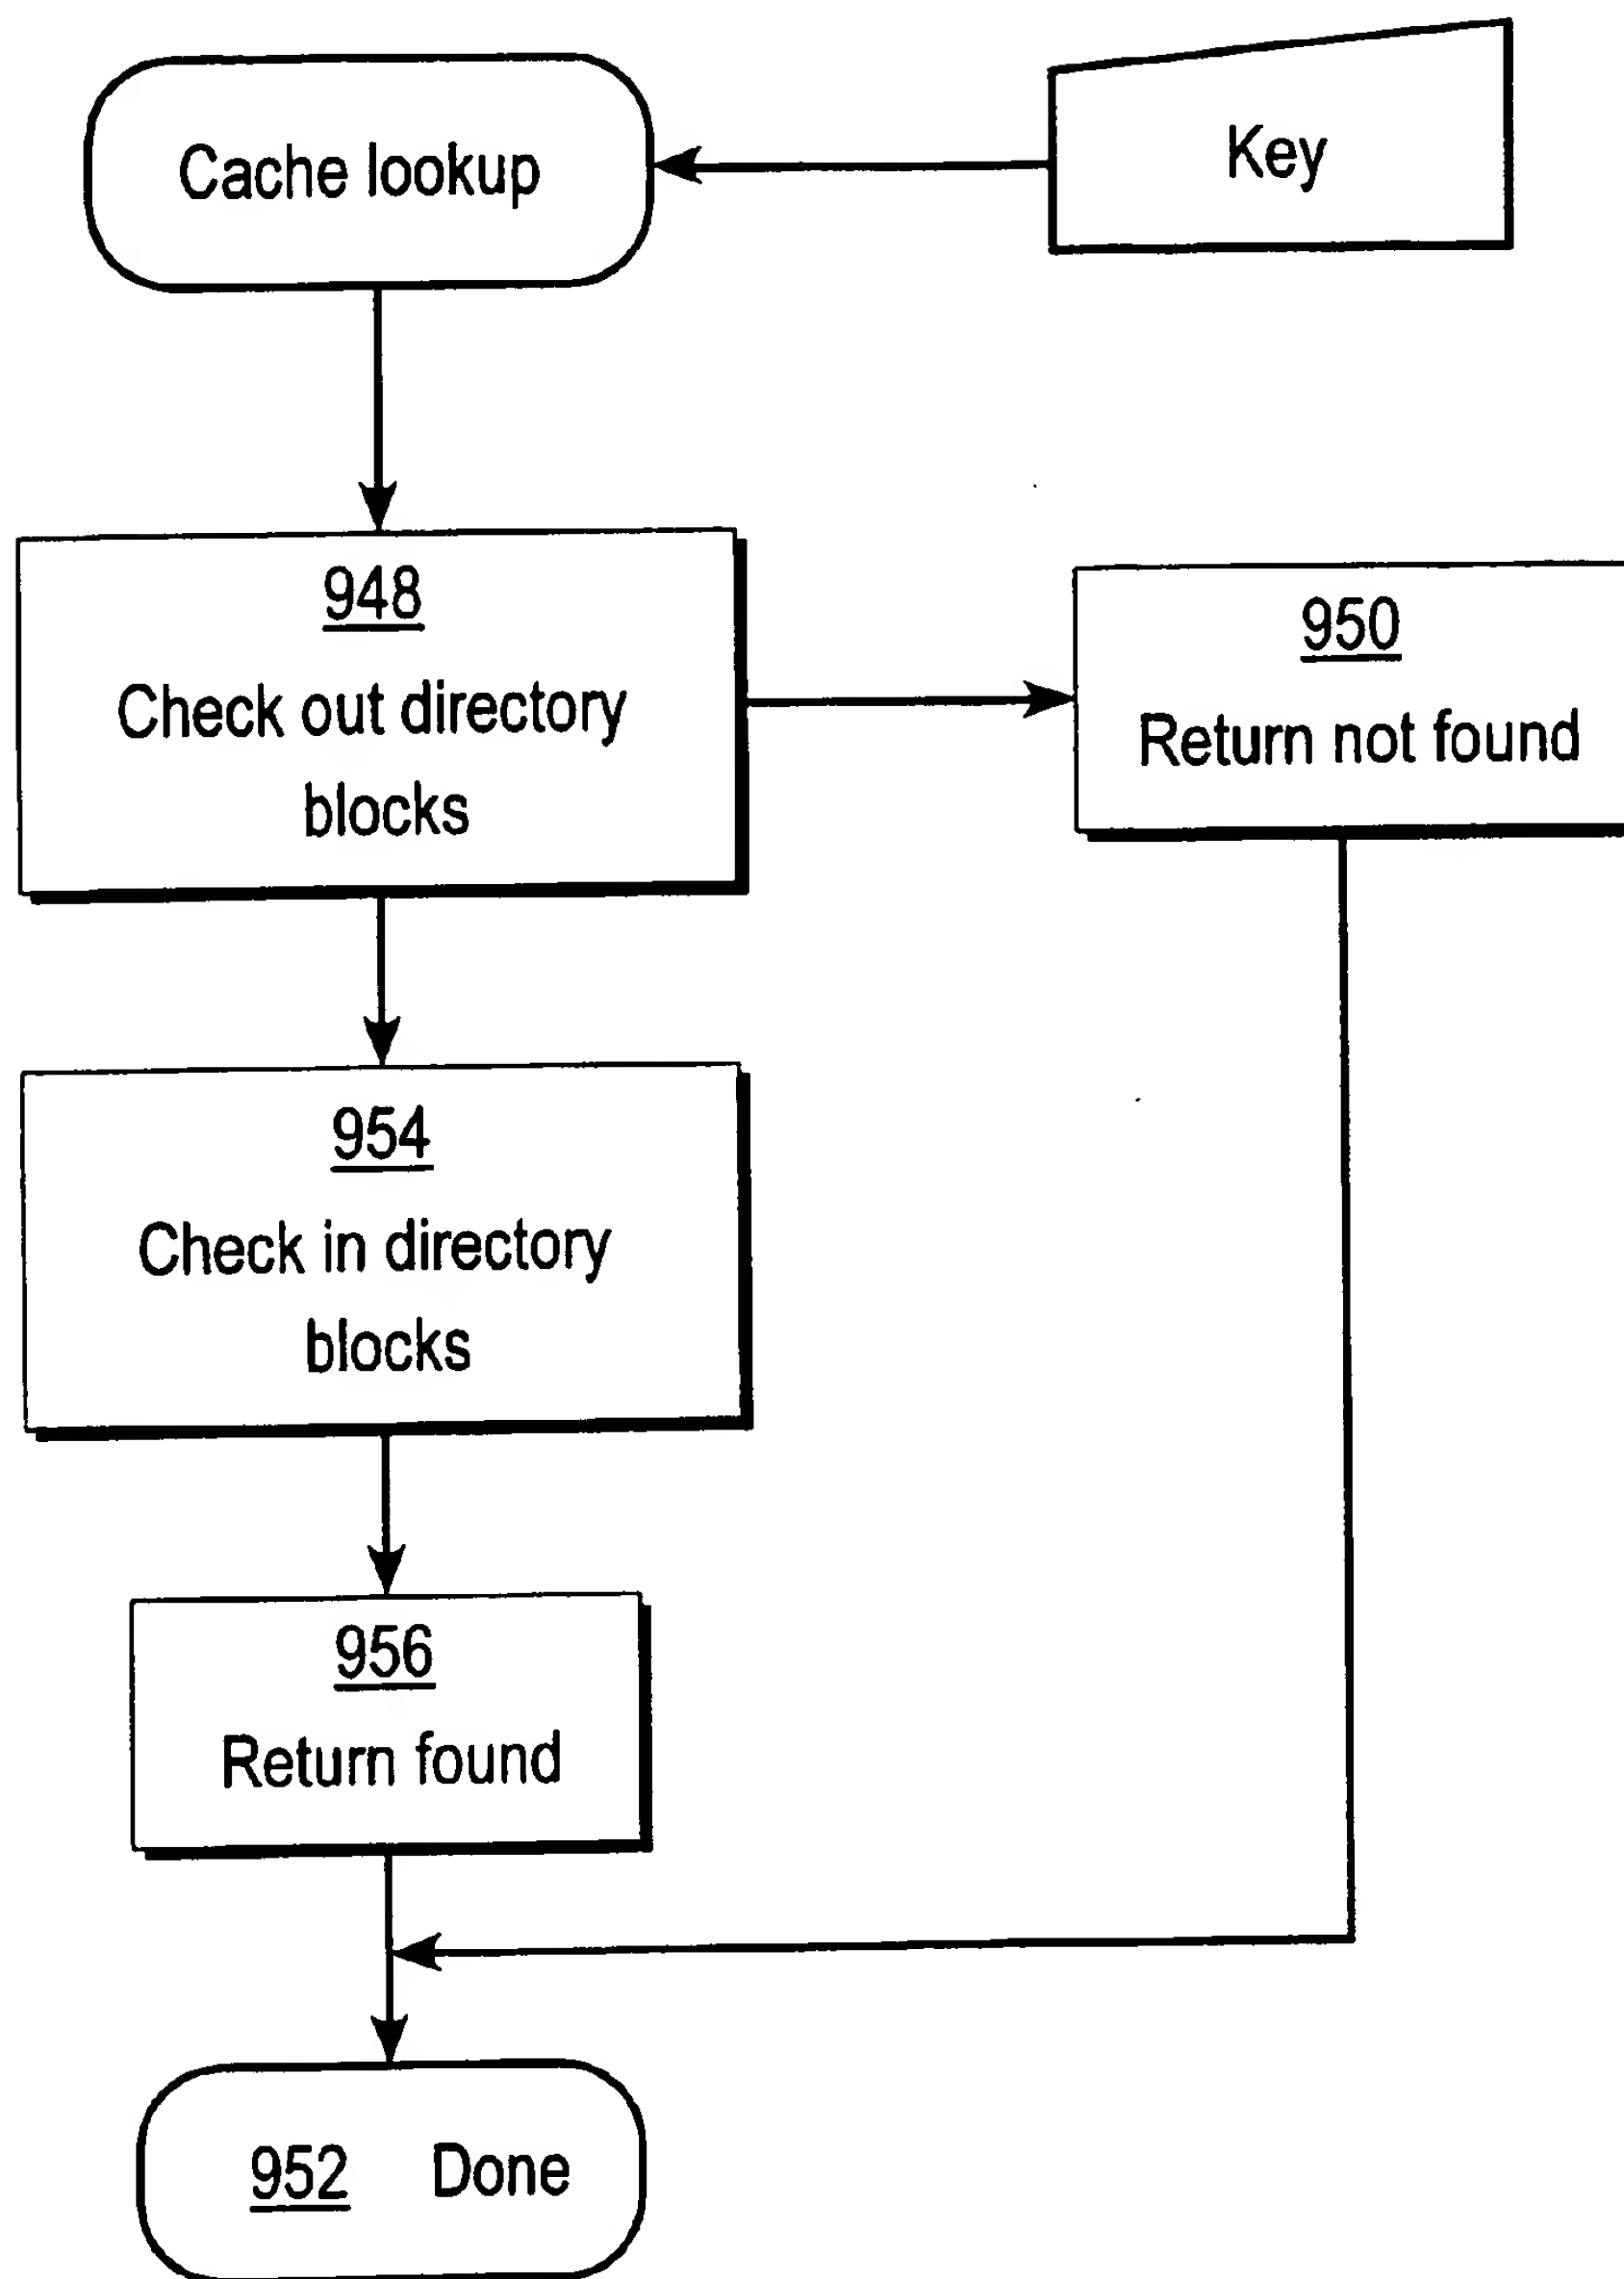 Cache lookup
Key
948
Check out directory
blocks
950
Return not found
954
Check in directory
blocks
956
Return found
952 Done